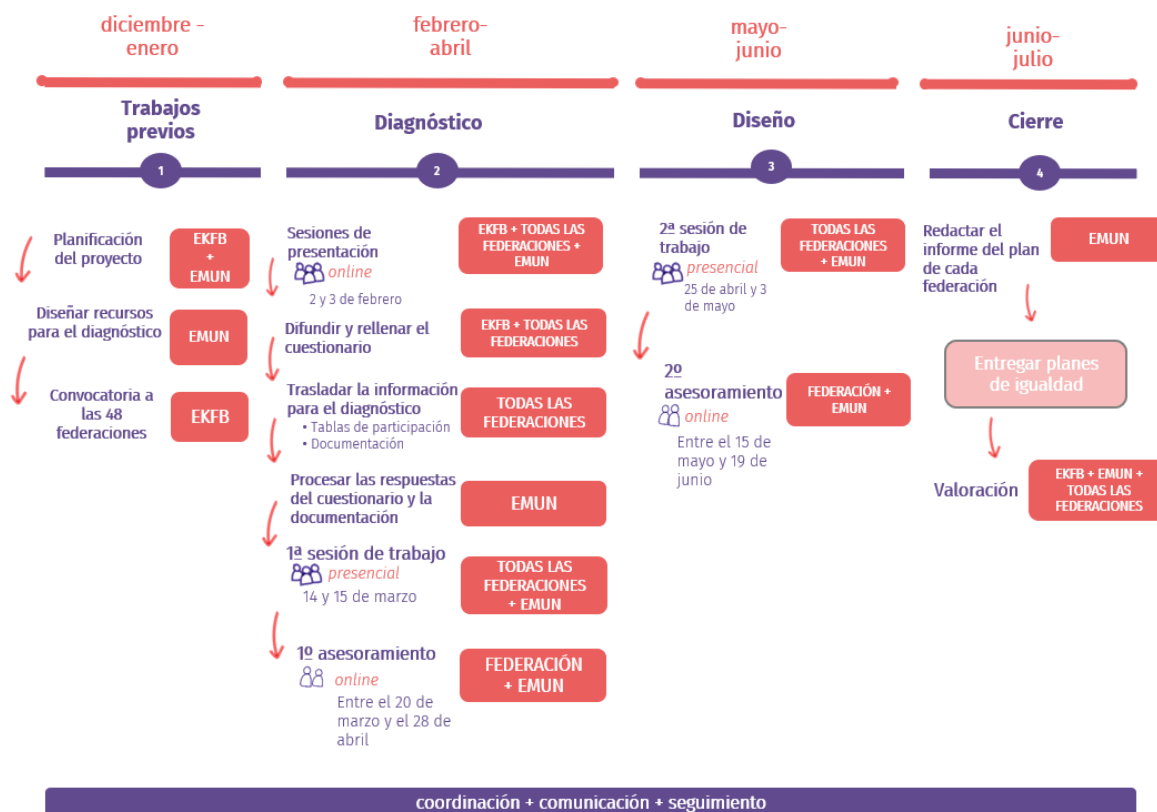 diciembre -
enero
Trabajos
previos
1
Planificación
del proyecto
EKFB
+
EMUN
Diseñar recursos
para el diagnóstico
EMUN
Convocatoria a
las 48
federaciones
EKFB
febrero-
abril
Diagnóstico
2
Sesiones de
presentación
online
2 y 3 de febrero
EKFB + TODAS LAS
FEDERACIONES +
EMUN
Difundir y rellenar el
cuestionario
EKFB + TODAS LAS
FEDERACIONES
Trasladar la información
para el diagnóstico
• Tablas de participación
• Documentación
TODAS LAS
FEDERACIONES
Procesar las respuestas
del cuestionario y la
documentación
EMUN
1ª sesión de trabajo
presencial
14 y 15 de marzo
TODAS LAS
FEDERACIONES
+ EMUN
1º asesoramiento
online
Entre el 20 de
marzo y el 28 de
abril
FEDERACIÓN
+ EMUN
mayo-
junio
Diseño
3
2ª sesión de
trabajo
presencial
25 de abril y 3
de mayo
TODAS LAS
FEDERACIONES
+ EMUN
2º
asesoramiento
online
Entre el 15 de
mayo y 19 de
junio
FEDERACIÓN +
EMUN
junio-
julio
Cierre
4
Redactar el
informe del plan
de cada
federación
EMUN
Entregar planes
de igualdad
Valoración
EKFB + EMUN +
TODAS LAS
FEDERACIONES
coordinación + comunicación + seguimiento